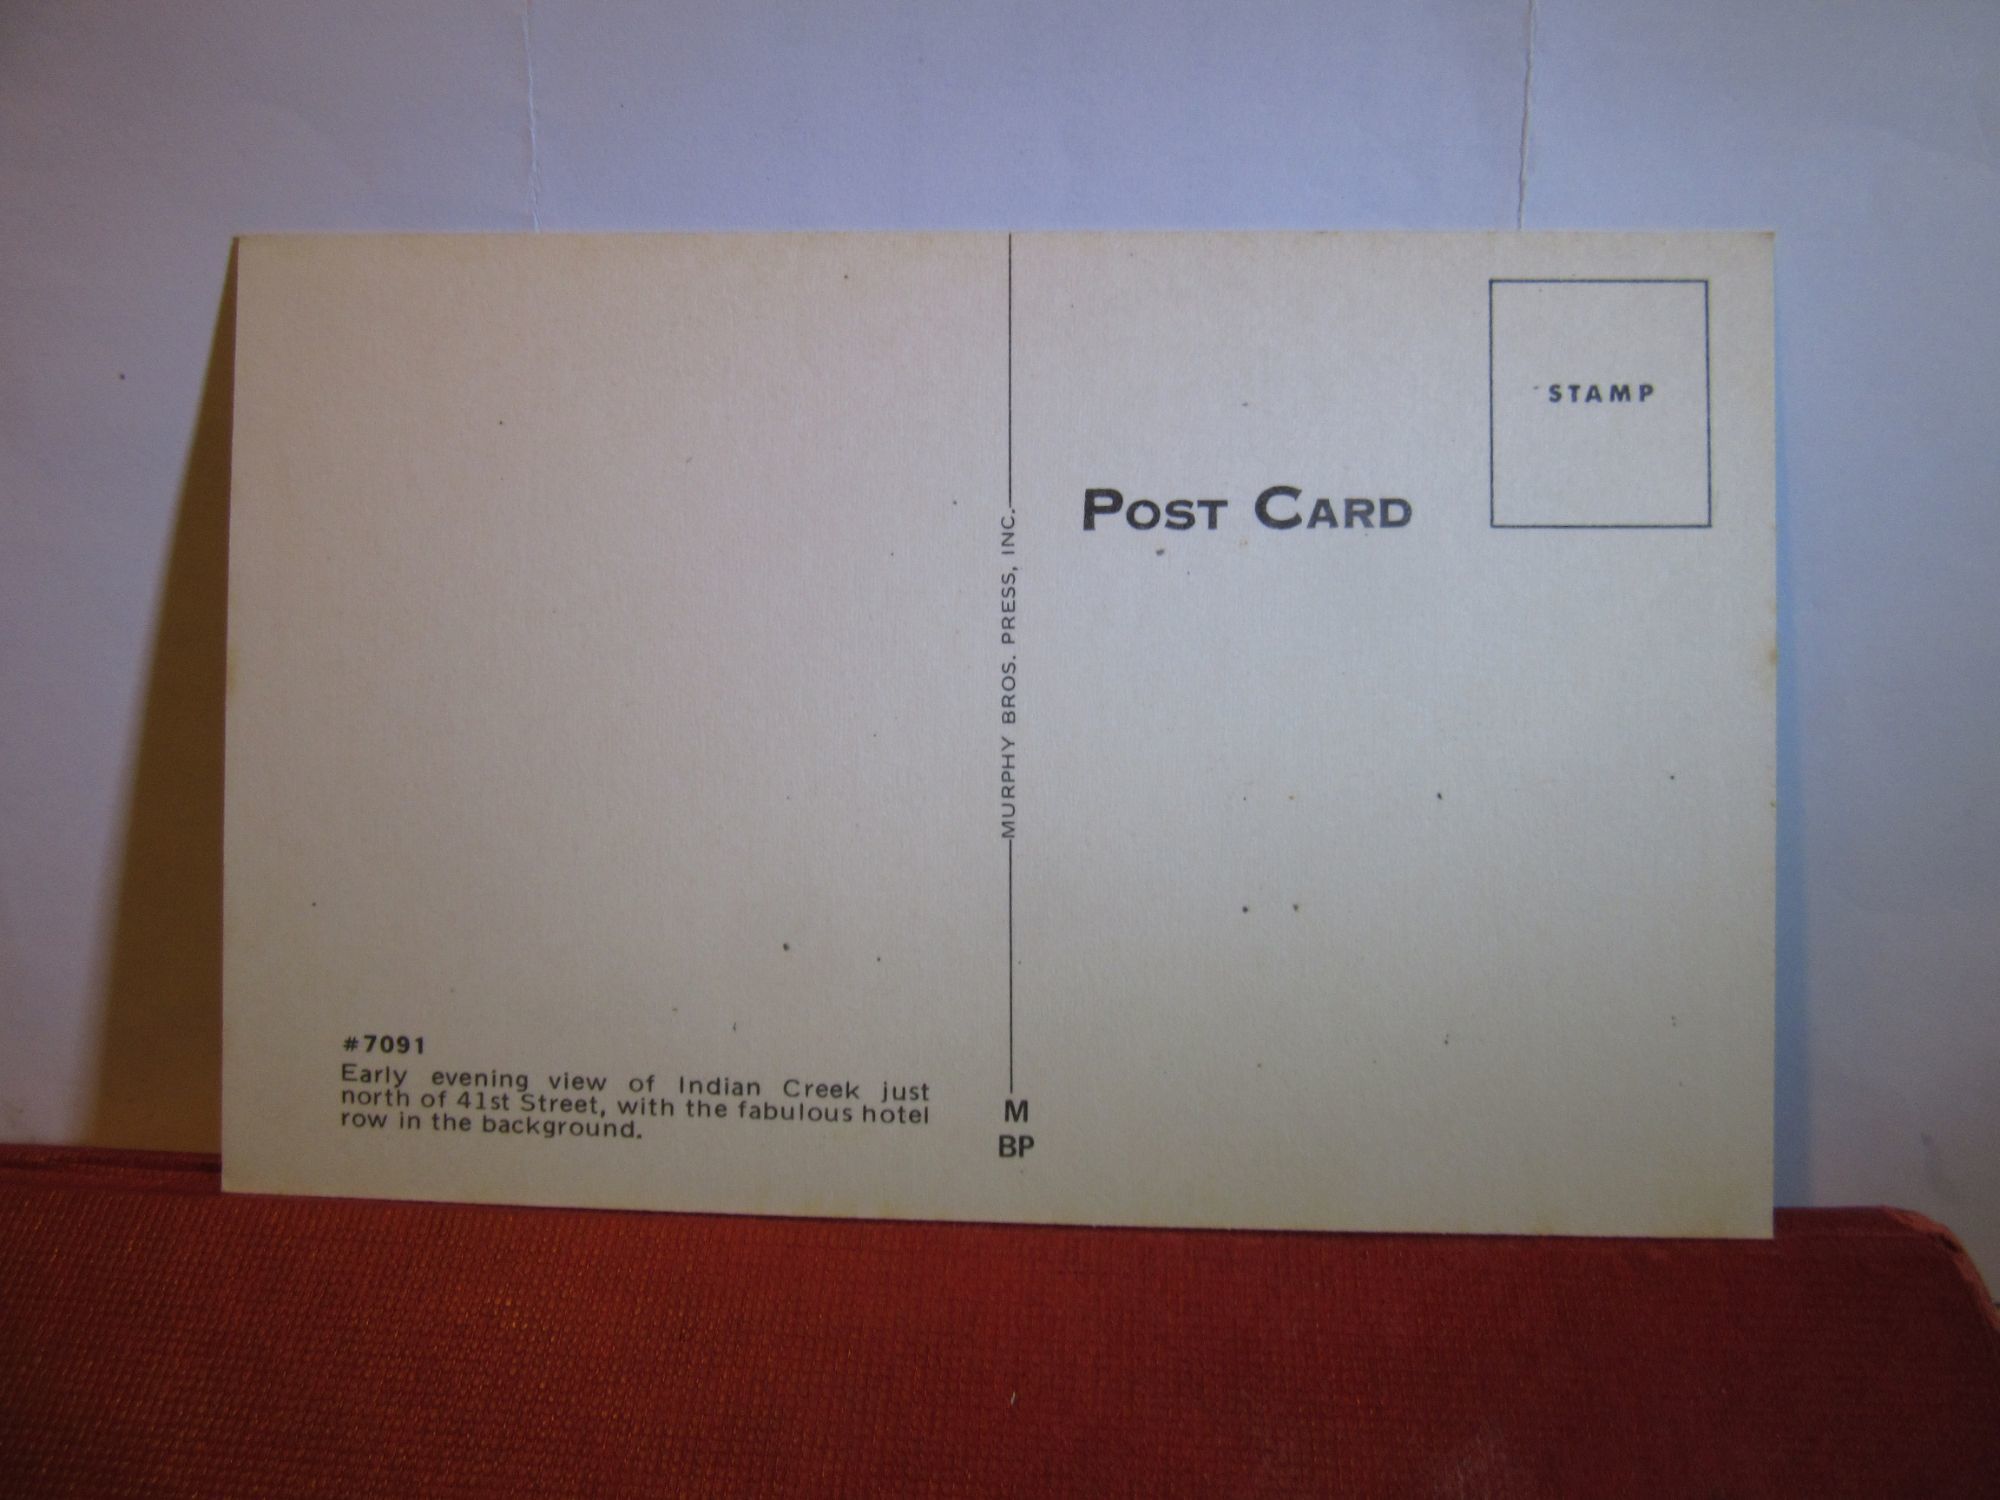 STAMP
POST CARD
MURPHY BROS. PRESS, INC.
#7091
Early evening view of Indian Creek just
north of 41st Street, with the fabulous hotel
row in the background.
M
BP